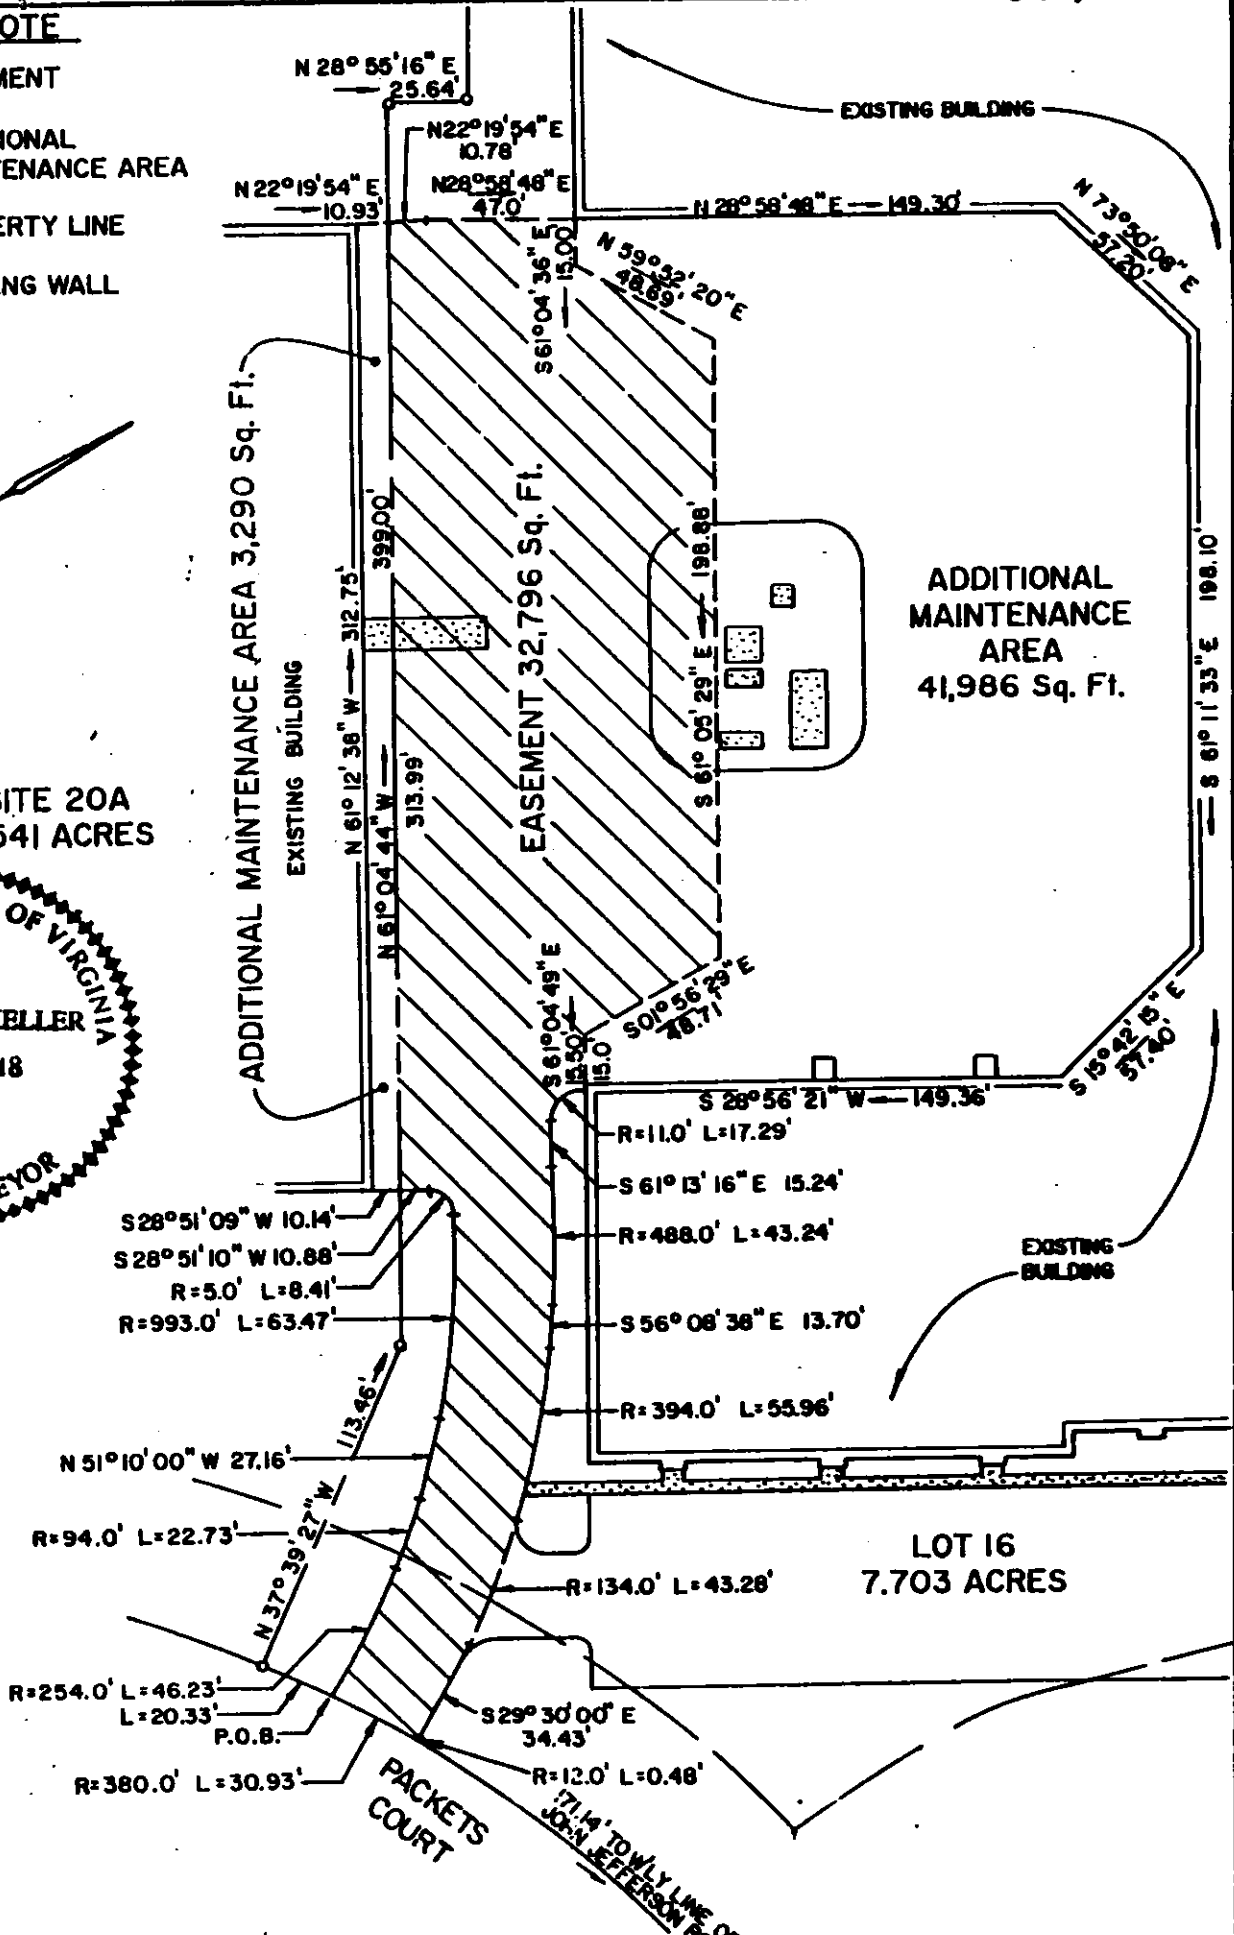 OTE
MENT
IONAL
TENANCE AREA
ERTY LINE
NG WALL
N 28° 55' 16" E
25.64'
N22°19'54"E
10.78'
N 22°19'54" E
10.93'
N28°58'48"E
47.0'
EXISTING BUILDING
N 28° 58' 48" E 149.30'
N 73°50'08" E
57.20'
S61°04'36" E
15.00'
N 59°52'20"E
48.69'
ADDITIONAL MAINTENANCE AREA 3,290 Sq. Ft.
EXISTING BUILDING
N 61° 12' 38" W 312.75'
399.00'
N 61° 04' 44" W
313.99'
EASEMENT 32,796 Sq. Ft.
S 61° 05' 29" E 198.88'
ADDITIONAL
MAINTENANCE
AREA
41,986 Sq. Ft.
S 61° 11' 33" E 198.10'
SITE 20A
541 ACRES
OF VIRGINIA
ELLER
18
EYOR
S 61°04'49" E
15.50'
15.0'
S01°56'29" E
48.71'
S 15°42'15" E
57.40'
S 28°56'21" W 149.36'
R=11.0' L=17.29'
S 61° 13' 16" E 15.24'
R=488.0' L=43.24'
S 56° 08' 38" E 13.70'
R=394.0' L=55.96'
EXISTING
BUILDING
S28°51'09" W 10.14'
S 28°51'10" W 10.88'
R=5.0' L=8.41'
R=993.0' L=63.47'
N 37° 39' 27" W 113.46'
N 51°10'00" W 27.16'
R=94.0' L=22.73'
LOT 16
7.703 ACRES
R=134.0' L=43.28'
R=254.0' L=46.23'
L=20.33'
P.O.B.
R=380.0' L=30.93'
S29°30'00" E
34.43'
R=12.0' L=0.48'
PACKETS
COURT
171.14' TO W'LY LINE OF
JOHN JEFFERSON